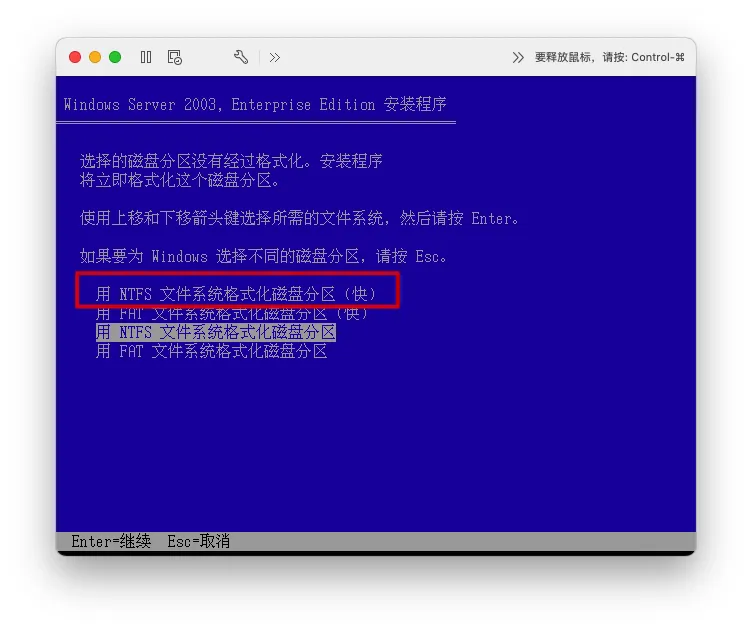 要释放鼠标，请按: Control-⌘
Windows Server 2003, Enterprise Edition 安装程序
选择的磁盘分区没有经过格式化。安装程序
将立即格式化这个磁盘分区。
使用上移和下移箭头键选择所需的文件系统，然后请按 Enter。
如果要为 Windows 选择不同的磁盘分区，请按 Esc。
用 NTFS 文件系统格式化磁盘分区（快）
用 FAT 文件系统格式化磁盘分区（快）
用 NTFS 文件系统格式化磁盘分区
用 FAT 文件系统格式化磁盘分区
Enter=继续 Esc=取消